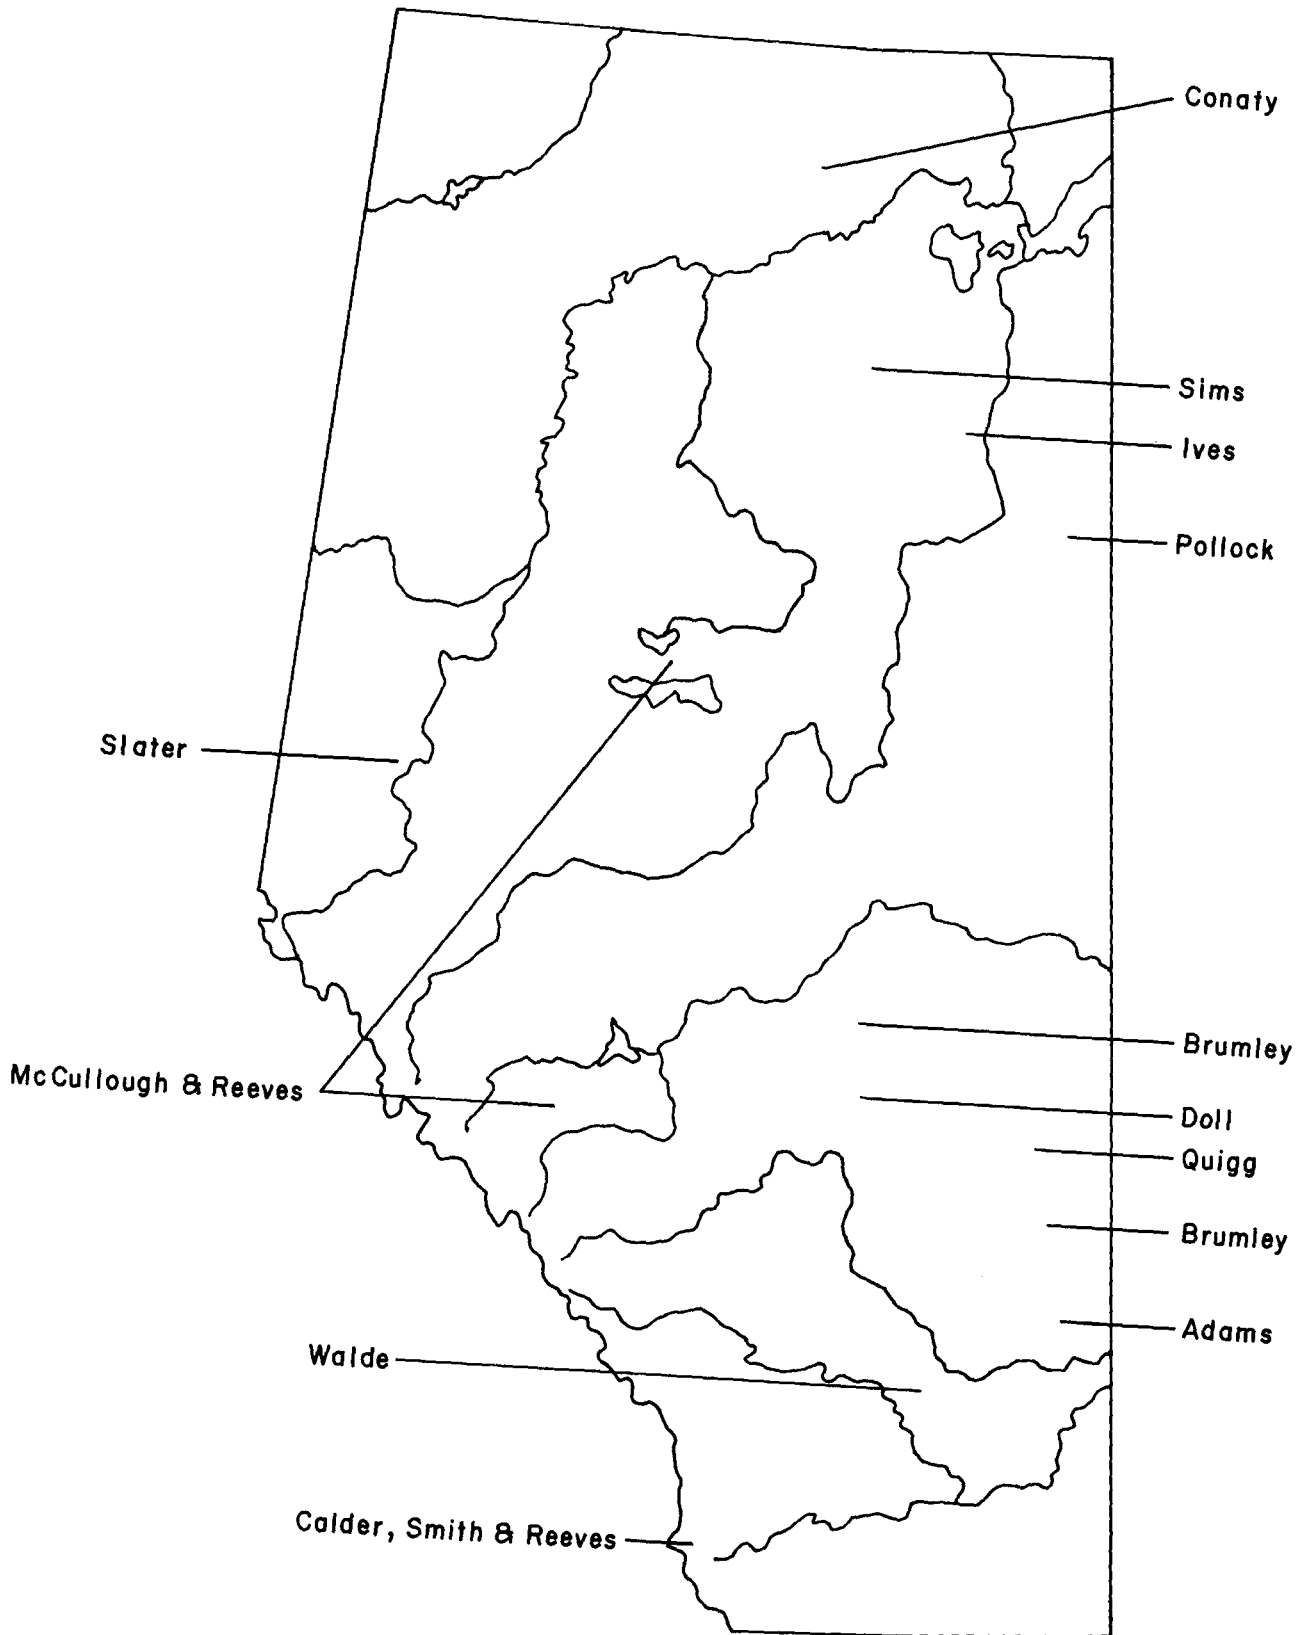 Conaty
Sims
Ives
Pollock
Slater
Brumley
McCullough & Reeves
Doll
Quigg
Brumley
Adams
Walde
Calder, Smith & Reeves